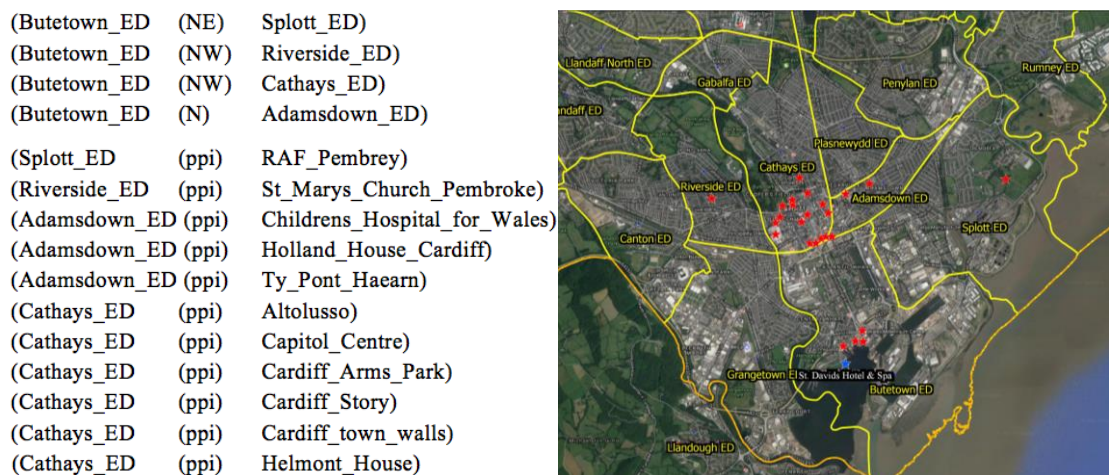 (Butetown_ED (NE) Splott_ED)
(Butetown_ED (NW) Riverside_ED)
(Butetown_ED (NW) Cathays_ED)
(Butetown_ED (N) Adamsdown_ED)
(Splott_ED (ppi) RAF_Pembrey)
(Riverside_ED (ppi) St_Marys_Church_Pembroke)
(Adamsdown_ED (ppi) Childrens_Hospital_for_Wales)
(Adamsdown_ED (ppi) Holland_House_Cardiff)
(Adamsdown_ED (ppi) Ty_Pont_Haearn)
(Cathays_ED (ppi) Altolusso)
(Cathays_ED (ppi) Capitol_Centre)
(Cathays_ED (ppi) Cardiff_Arms_Park)
(Cathays_ED (ppi) Cardiff_Story)
(Cathays_ED (ppi) Cardiff_town_walls)
(Cathays_ED (ppi) Helmont_House)
Llandaff North ED
Rumney ED
Gabalfa ED
Penylan ED
ndaff ED
Plasnewydd ED
Cathays ED
Riverside ED
Adamsdown ED
Splott ED
Canton ED
Grangetown E
St. Davids Hotel & Spa
Butetown ED
Llandough ED